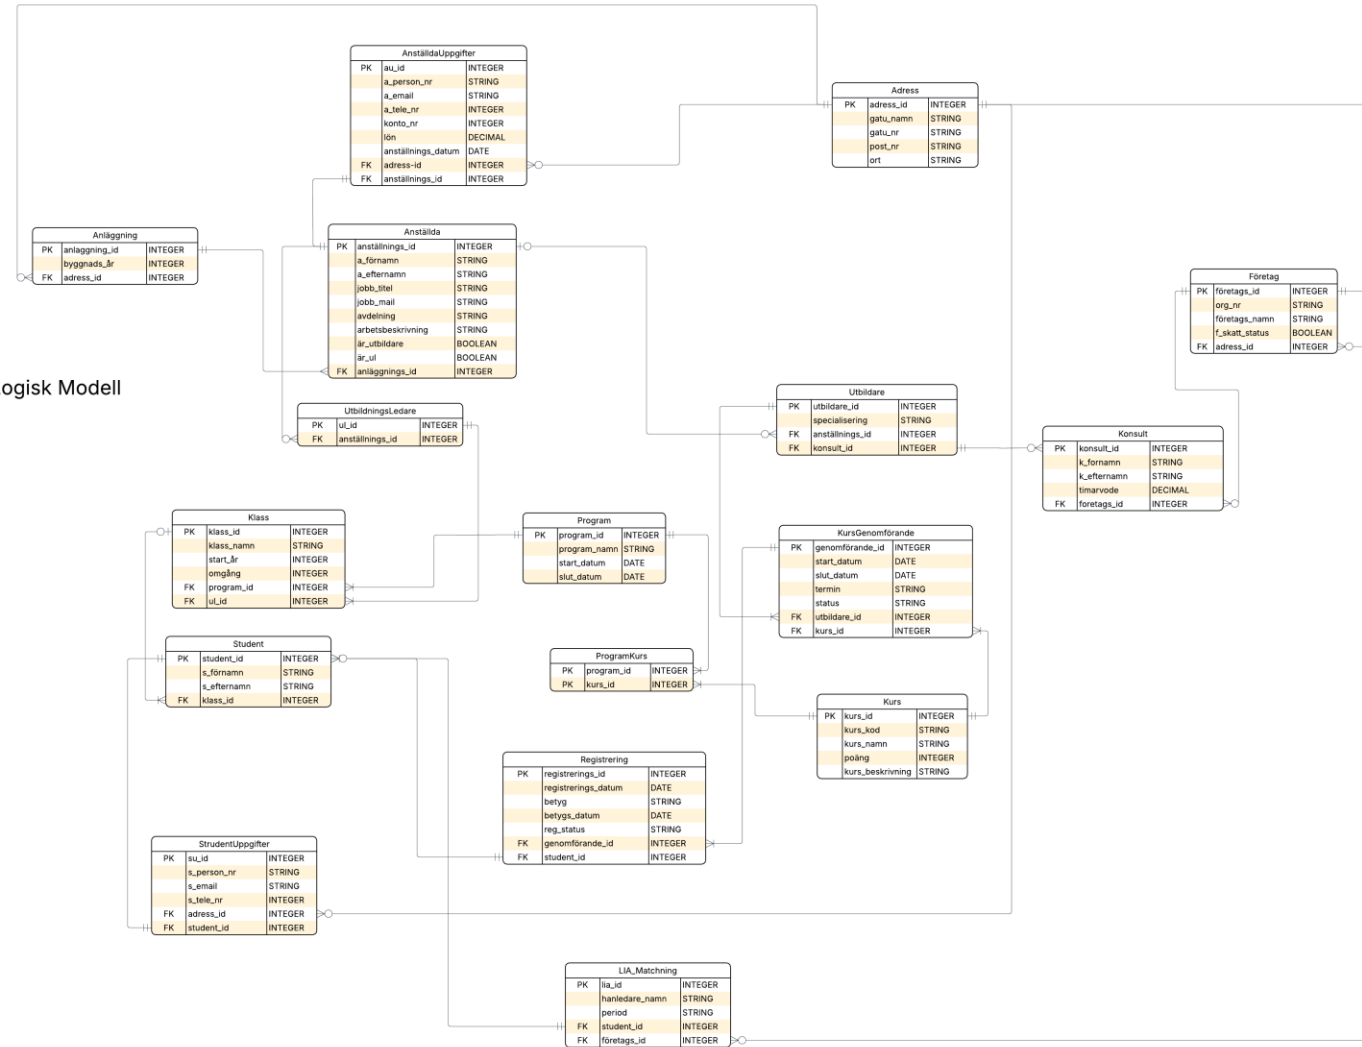 AnställdaUppgifter
PK au_id INTEGER
a_person_nr STRING
a_email STRING
a_tele_nr INTEGER
konto_nr INTEGER
lön DECIMAL
anställnings_datum DATE
FK adress-id INTEGER
FK anställnings_id INTEGER
Adress
PK adress_id INTEGER
gatu_namn STRING
gatu_nr STRING
post_nr STRING
ort STRING
Anläggning
PK anlaggning_id INTEGER
byggnads_år INTEGER
FK adress_id INTEGER
Anställda
PK anställnings_id INTEGER
a_förnamn STRING
a_efternamn STRING
jobb_titel STRING
jobb_mail STRING
avdelning STRING
arbetsbeskrivning STRING
är_utbildare BOOLEAN
är_ul BOOLEAN
FK anläggnings_id INTEGER
Företag
PK företags_id INTEGER
org_nr STRING
företags_namn STRING
f_skatt_status BOOLEAN
FK adress_id INTEGER
ogisk Modell
UtbildningsLedare
PK ul_id INTEGER
FK anställnings_id INTEGER
Utbildare
PK utbildare_id INTEGER
specialisering STRING
FK anställnings_id INTEGER
FK konsult_id INTEGER
Konsult
PK konsult_id INTEGER
k_fornamn STRING
k_efternamn STRING
timarvode DECIMAL
FK foretags_id INTEGER
Klass
PK klass_id INTEGER
klass_namn STRING
start_år INTEGER
omgång INTEGER
FK program_id INTEGER
FK ul_id INTEGER
Program
PK program_id INTEGER
program_namn STRING
start_datum DATE
slut_datum DATE
KursGenomförande
PK genomförande_id INTEGER
start_datum DATE
slut_datum DATE
termin STRING
status STRING
FK utbildare_id INTEGER
FK kurs_id INTEGER
Student
PK student_id INTEGER
s_förnamn STRING
s_efternamn STRING
FK klass_id INTEGER
ProgramKurs
PK program_id INTEGER
PK kurs_id INTEGER
Kurs
PK kurs_id INTEGER
kurs_kod STRING
kurs_namn STRING
poäng INTEGER
kurs_beskrivning STRING
Registrering
PK registrerings_id INTEGER
registrerings_datum DATE
betyg STRING
betygs_datum DATE
reg_status STRING
FK genomförande_id INTEGER
FK student_id INTEGER
StrudentUppgifter
PK su_id INTEGER
s_person_nr STRING
s_email STRING
s_tele_nr INTEGER
FK adress_id INTEGER
FK student_id INTEGER
LIA_Matchning
PK lia_id INTEGER
hanledare_namn STRING
period STRING
FK student_id INTEGER
FK företags_id INTEGER